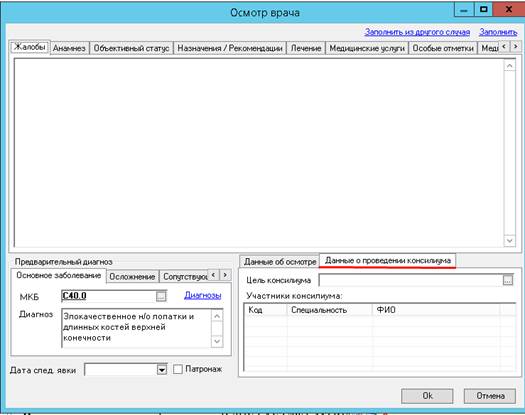 Осмотр врача
Заполнить из другого случая Заполнить
Жалобы Анамнез Объективный статус Назначения / Рекомендации Лечение Медицинские услуги Особые отметки Меди
Предварительный диагноз
Основное заболевание Осложнение Сопутствующ
МКБ C40.0 ... Диагнозы
Диагноз Злокачественное н/о лопатки и
длинных костей верхней
конечности
Дата след. явки Патронаж
Данные об осмотре Данные о проведении консилиума
Цель консилиума ...
Участники консилиума:
Код Специальность ФИО
Ok Отмена